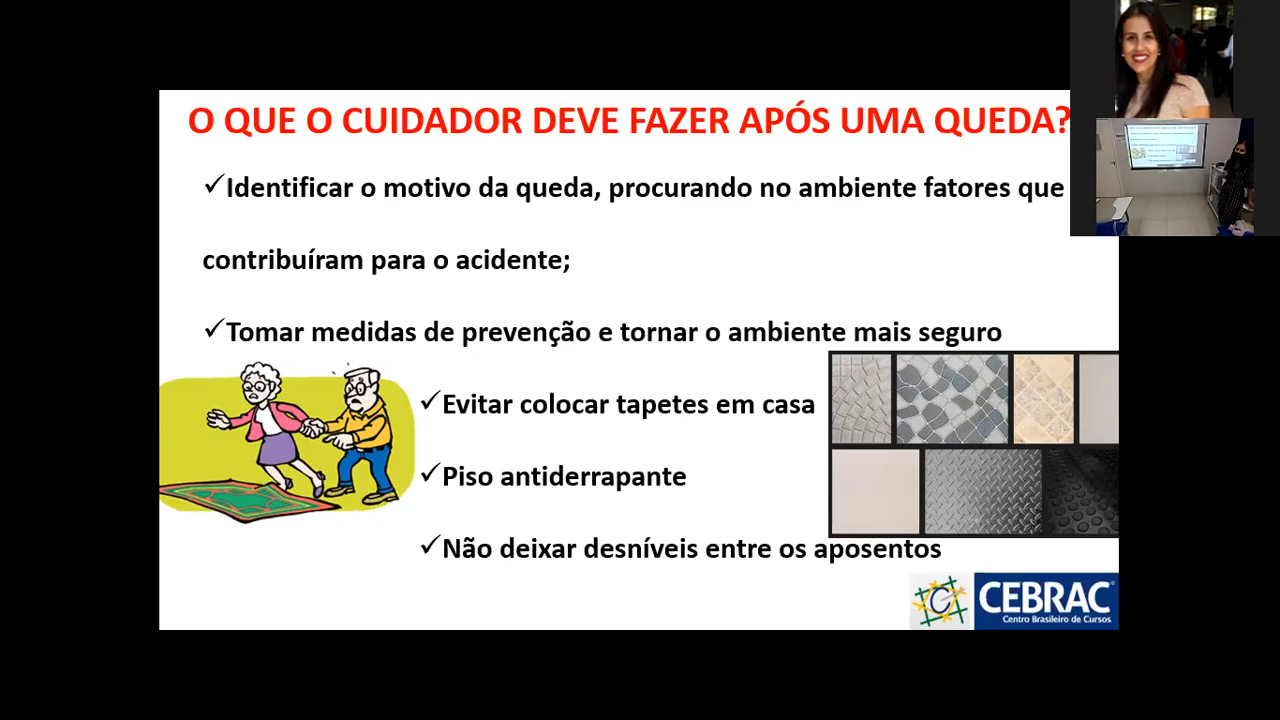 O QUE O CUIDADOR DEVE FAZER APÓS UMA QUEDA?
✓Identificar o motivo da queda, procurando no ambiente fatores que
contribuíram para o acidente;
✓Tomar medidas de prevenção e tornar o ambiente mais seguro
✓Evitar colocar tapetes em casa
✓Piso antiderrapante
✓Não deixar desníveis entre os aposentos
CEBRAC
Centro Brasileiro de Cursos